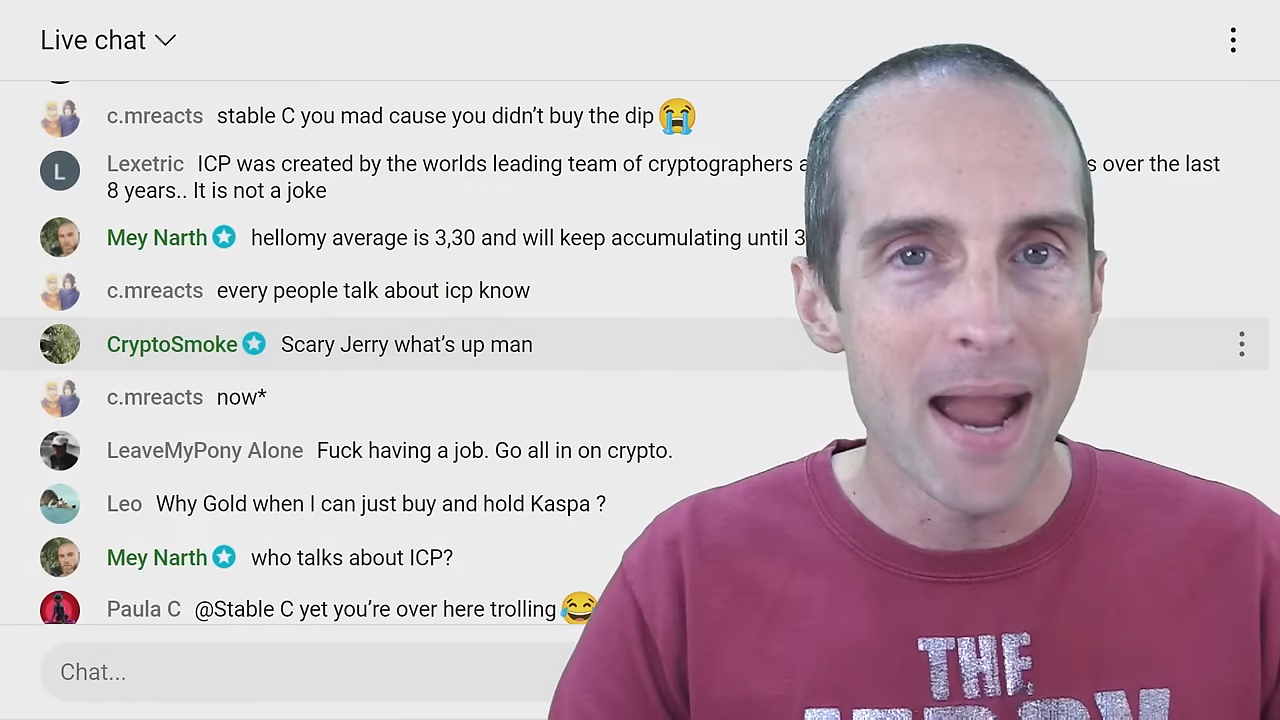 Live chat
c.mreacts stable C you mad cause you didn't buy the dip
L Lexetric ICP was created by the worlds leading team of cryptographers s over the last
8 years.. It is not a joke
Mey Narth hellomy average is 3,30 and will keep accumulating until 3
c.mreacts every people talk about icp know
CryptoSmoke Scary Jerry what's up man
c.mreacts now*
LeaveMyPony Alone Fuck having a job. Go all in on crypto.
Leo Why Gold when I can just buy and hold Kaspa ?
Mey Narth who talks about ICP?
Paula C @Stable C yet you're over here trolling
Chat...
THE